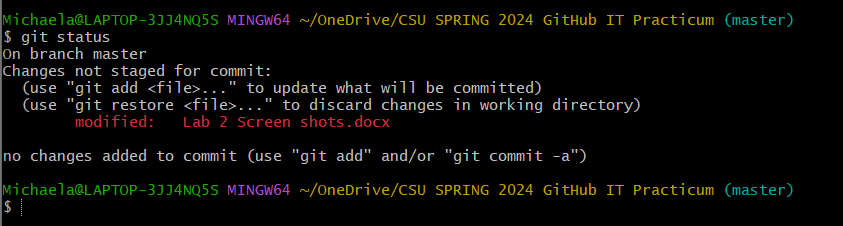 Michaela@LAPTOP-3JJ4NQ5S MINGW64 ~/OneDrive/CSU SPRING 2024 GitHub IT Practicum (master)
$ git status
On branch master
Changes not staged for commit:
  (use "git add <file>..." to update what will be committed)
  (use "git restore <file>..." to discard changes in working directory)
        modified:   Lab 2 Screen shots.docx

no changes added to commit (use "git add" and/or "git commit -a")

Michaela@LAPTOP-3JJ4NQ5S MINGW64 ~/OneDrive/CSU SPRING 2024 GitHub IT Practicum (master)
$